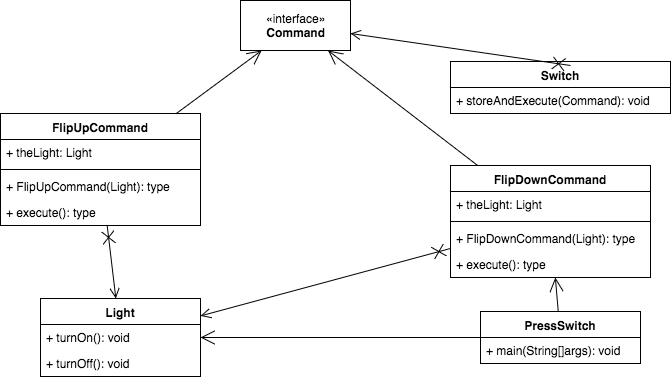 «interface»
Command
Switch
+ storeAndExecute(Command): void
FlipUpCommand
+ theLight: Light
+ FlipUpCommand(Light): type
+ execute(): type
FlipDownCommand
+ theLight: Light
+ FlipDownCommand(Light): type
+ execute(): type
Light
+ turnOn(): void
+ turnOff(): void
PressSwitch
+ main(String[]args): void